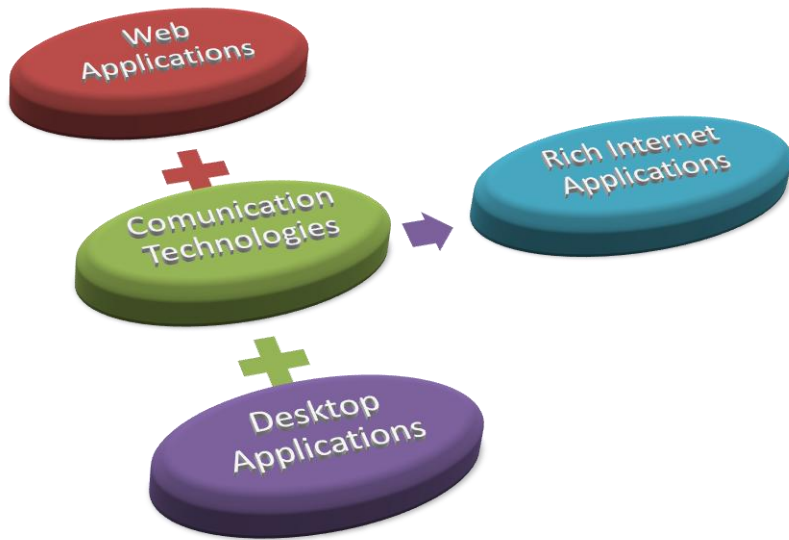 Web
Applications
Comunication
Technologies
Desktop
Applications
Rich Internet
Applications